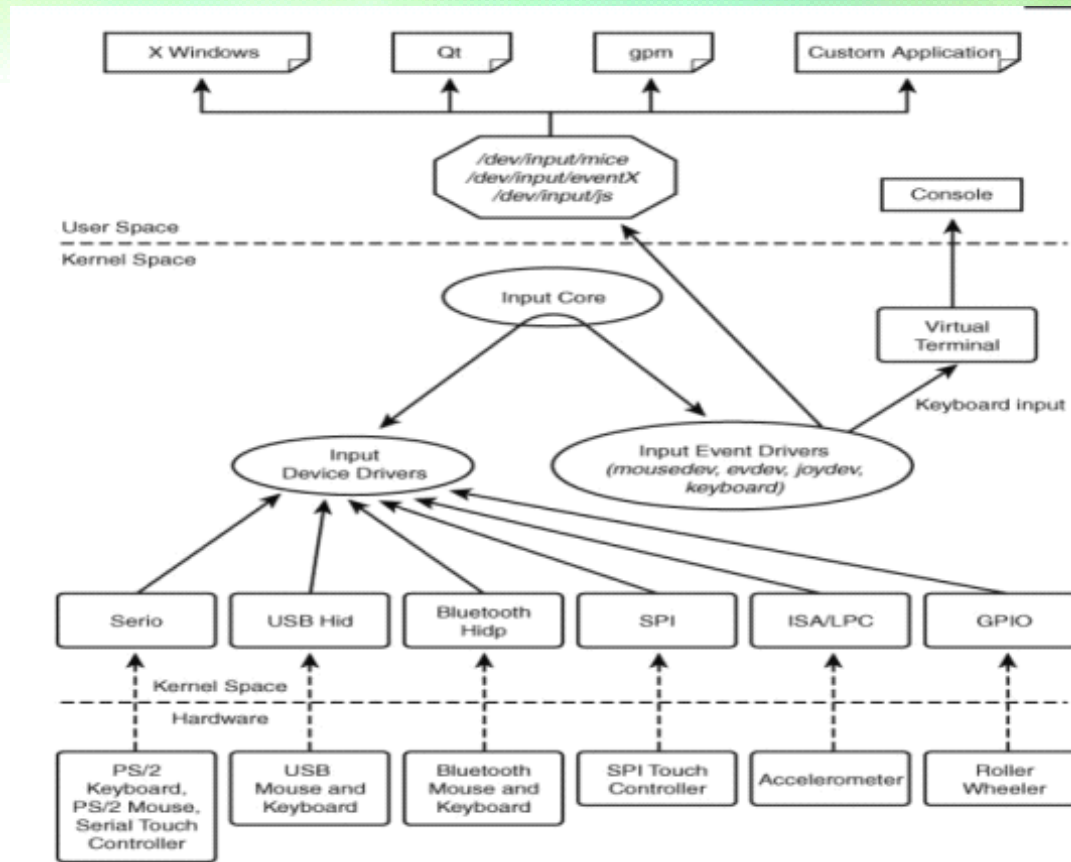 X Windows
Qt
gpm
Custom Application
/dev/input/mice
/dev/input/eventX
/dev/input/js
Console
User Space
Kernel Space
Input Core
Virtual
Terminal
Keyboard input
Input
Device Drivers
Input Event Drivers
(mousedev, evdev, joydev,
keyboard)
Serio
USB Hid
Bluetooth
Hidp
SPI
ISA/LPC
GPIO
Kernel Space
Hardware
PS/2
Keyboard,
PS/2 Mouse,
Serial Touch
Controller
USB
Mouse and
Keyboard
Bluetooth
Mouse and
Keyboard
SPI Touch
Controller
Accelerometer
Roller
Wheeler